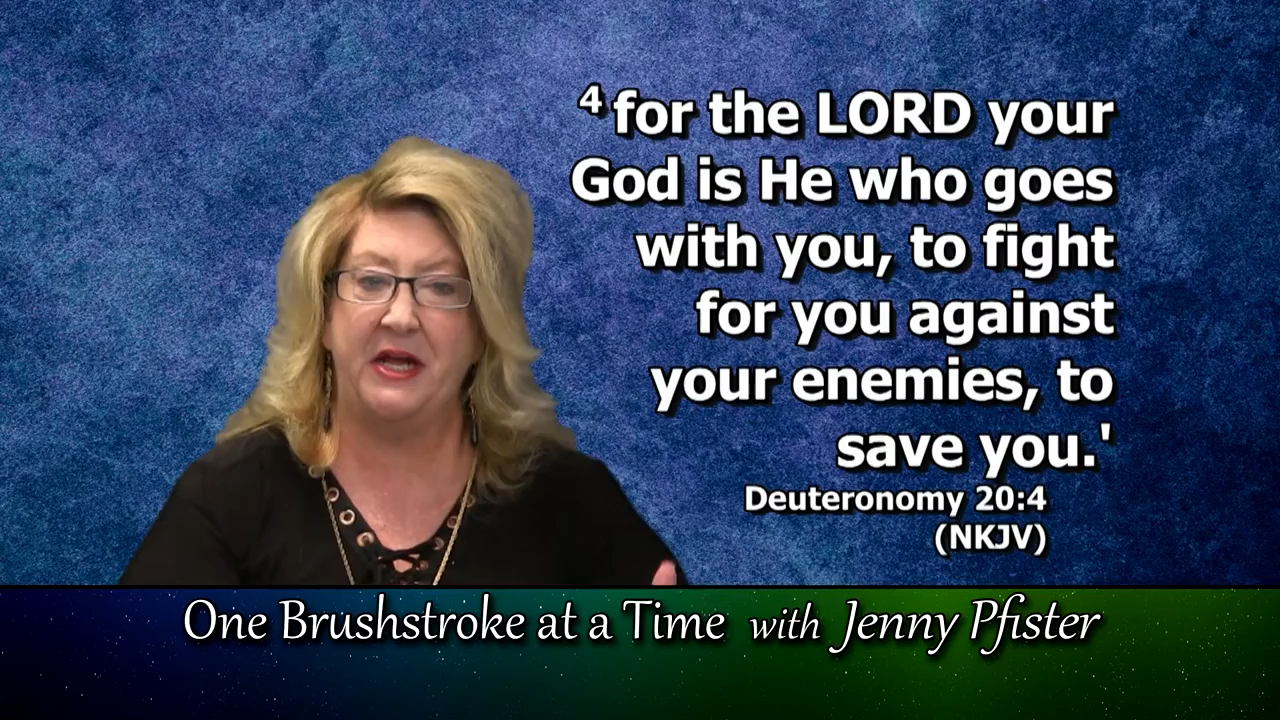 4 for the LORD your
God is He who goes
with you, to fight
for you against
your enemies, to
save you.'
Deuteronomy 20:4
(NKJV)
One Brushstroke at a Time with Jenny Pfister